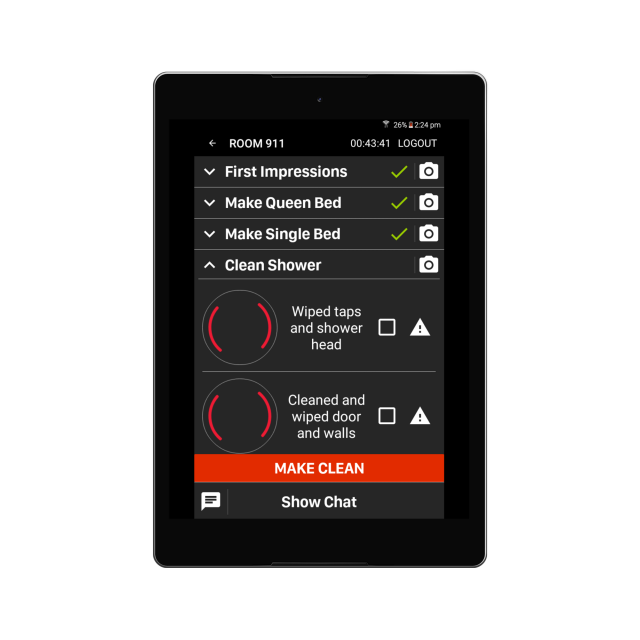 26% 2:24 pm
ROOM 911 00:43:41 LOGOUT
First Impressions
Make Queen Bed
Make Single Bed
Clean Shower
Wiped taps
and shower
head
Cleaned and
wiped door
and walls
MAKE CLEAN
Show Chat